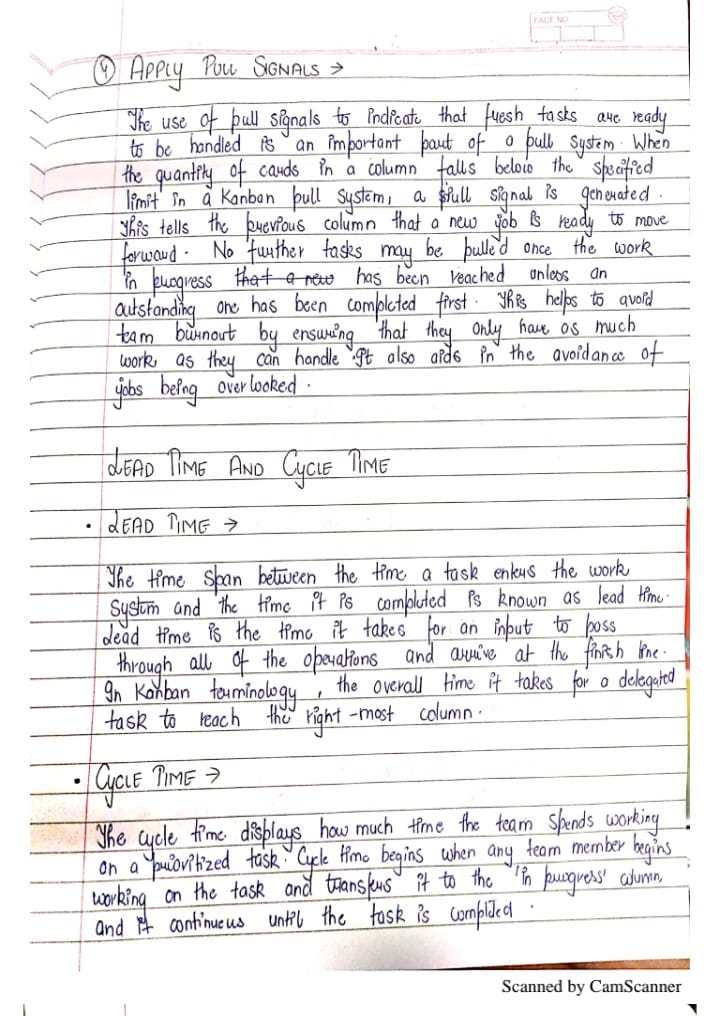 PAGE NO
④ APPLY PULL SIGNALS →
The use of pull signals to indicate that fresh tasks are ready
to be handled is an important part of a pull system. When
the quantity of cards in a column falls below the specified
limit in a Kanban pull system, a pull signal is generated.
This tells the previous column that a new job is ready to move
forward. No further tasks may be pulled once the work
in progress that a new has been reached unless an
outstanding one has been completed first. This helps to avoid
team burnout by ensuring that they only have as much
work as they can handle. It also aids in the avoidance of
jobs being overlooked.
LEAD TIME AND CYCLE TIME
• LEAD TIME →
The time span between the time a task enters the work
system and the time it is completed is known as lead time.
Lead time is the time it takes for an input to pass
through all of the operations and arrive at the finish line.
In Kanban terminology, the overall time it takes for a delegated
task to reach the right-most column.
• CYCLE TIME →
The cycle time displays how much time the team spends working
on a priovitized task. Cycle time begins when any team member begins
working on the task and transfers it to the 'in progress' column,
and it continues until the task is completed.
Scanned by CamScanner